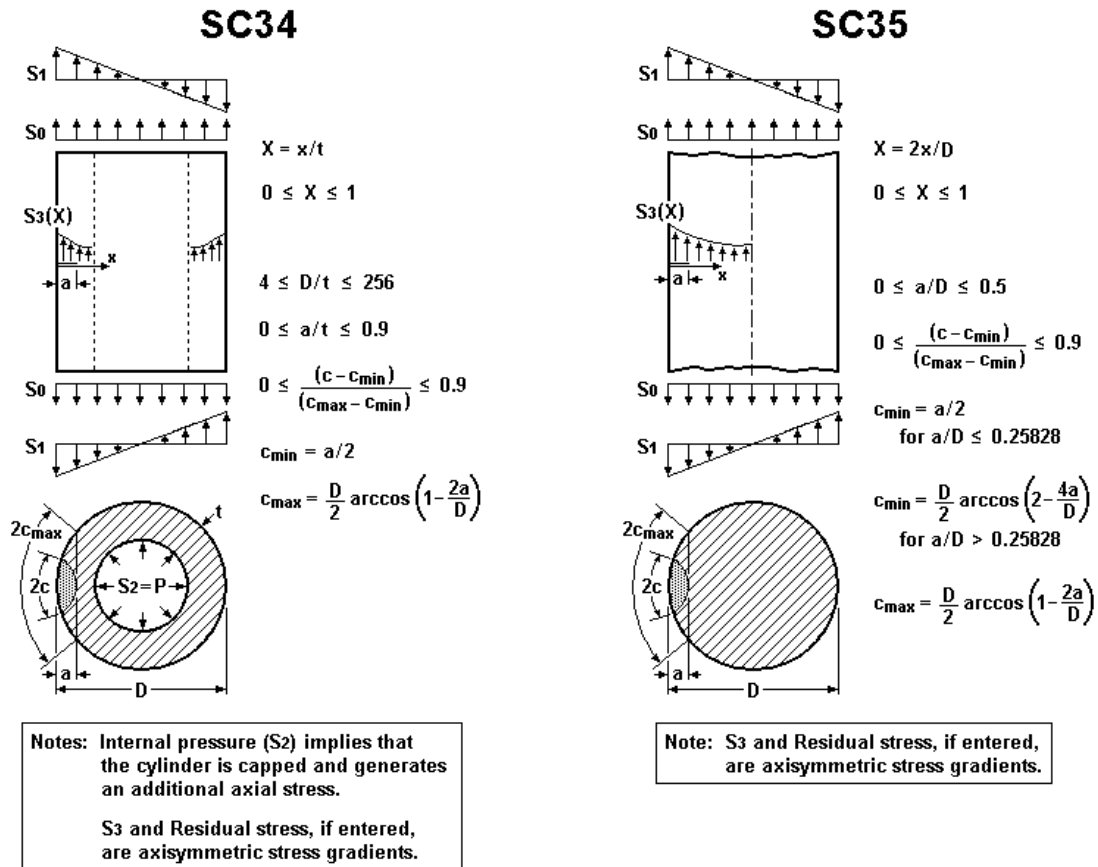 SC34
S1
S0
X = x/t
0 ≤ X ≤ 1
S3(X)
x
a
4 ≤ D/t ≤ 256
0 ≤ a/t ≤ 0.9
0 ≤ (c – cmin) / (cmax – cmin) ≤ 0.9
S0
S1
cmin = a/2
cmax = D/2 arccos (1 – 2a/D)
t
2cmax
2c
S2 = P
a
D
Notes: Internal pressure (S2) implies that
the cylinder is capped and generates
an additional axial stress.
S3 and Residual stress, if entered,
are axisymmetric stress gradients.
SC35
S1
S0
X = 2x/D
0 ≤ X ≤ 1
S3(X)
x
a
0 ≤ a/D ≤ 0.5
0 ≤ (c – cmin) / (cmax – cmin) ≤ 0.9
S0
S1
cmin = a/2
for a/D ≤ 0.25828
cmin = D/2 arccos (2 – 4a/D)
for a/D > 0.25828
cmax = D/2 arccos (1 – 2a/D)
2cmax
2c
a
D
Note: S3 and Residual stress, if entered,
are axisymmetric stress gradients.